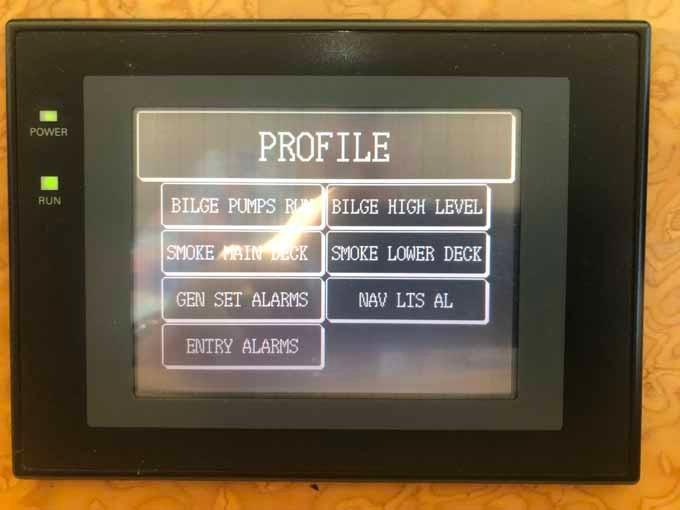 POWER
RUN
PROFILE
BILGE PUMPS RUN
BILGE HIGH LEVEL
SMOKE MAIN DECK
SMOKE LOWER DECK
GEN SET ALARMS
NAV LTS AL
ENTRY ALARMS